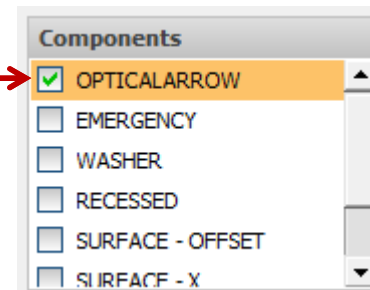 Components
OPTICALARROW
EMERGENCY
WASHER
RECESSED
SURFACE - OFFSET
SURFACE - X